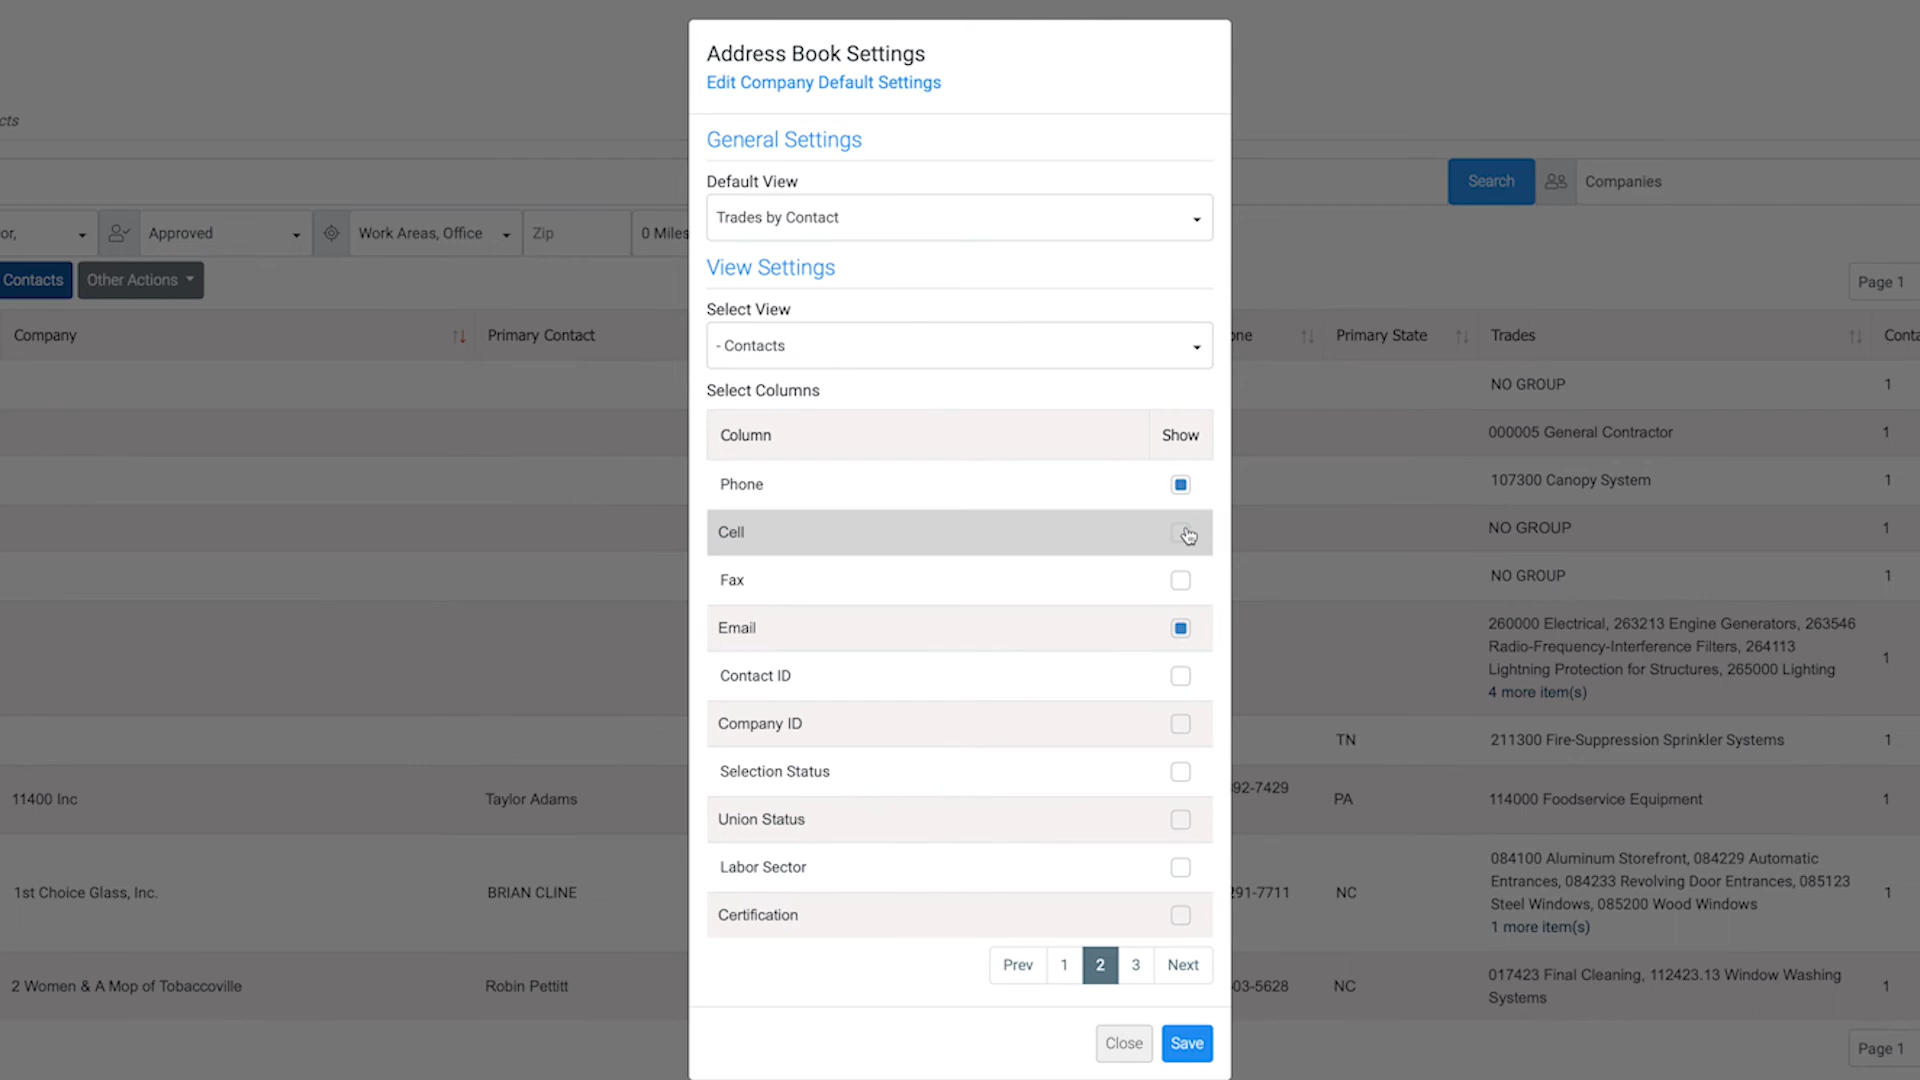 Address Book Settings
Edit Company Default Settings
cts
General Settings
Default View
Trades by Contact
Search
Companies
or,
Approved
Work Areas, Office
Zip
0 Miles
View Settings
Contacts
Other Actions
Page 1
Select View
- Contacts
Company
Primary Contact
one
Primary State
Trades
Conta
Select Columns
Column
Show
NO GROUP
1
000005 General Contractor
1
Phone
107300 Canopy System
1
Cell
NO GROUP
1
Fax
NO GROUP
1
Email
260000 Electrical, 263213 Engine Generators, 263546
Radio-Frequency-Interference Filters, 264113
Lightning Protection for Structures, 265000 Lighting
4 more item(s)
1
Contact ID
Company ID
TN
211300 Fire-Suppression Sprinkler Systems
1
Selection Status
11400 Inc
Taylor Adams
92-7429
PA
114000 Foodservice Equipment
1
Union Status
Labor Sector
1st Choice Glass, Inc.
BRIAN CLINE
291-7711
NC
084100 Aluminum Storefront, 084229 Automatic
Entrances, 084233 Revolving Door Entrances, 085123
Steel Windows, 085200 Wood Windows
1 more item(s)
1
Certification
Prev
1
2
3
Next
2 Women & A Mop of Tobaccoville
Robin Pettitt
03-5628
NC
017423 Final Cleaning, 112423.13 Window Washing
Systems
1
Close
Save
Page 1